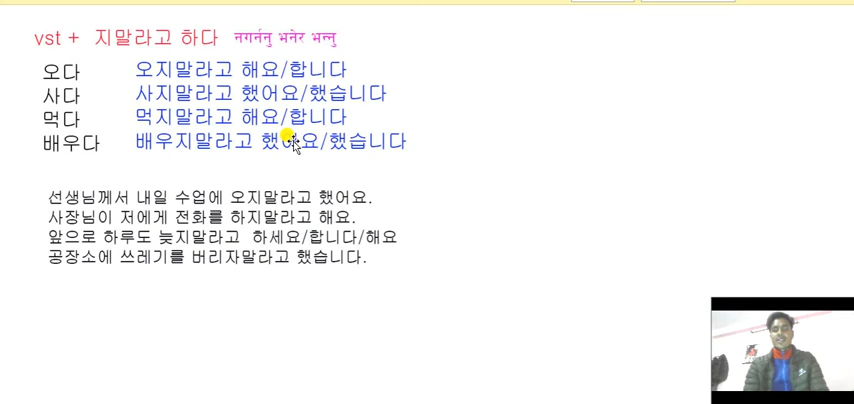 vst + 지말라고 하다 नगर्ननु भनेर भन्नु
오다 오지말라고 해요/합니다
사다 사지말라고 했어요/했습니다
먹다 먹지말라고 해요/합니다
배우다 배우지말라고 했어요/했습니다
선생님께서 내일 수업에 오지말라고 했어요.
사장님이 저에게 전화를 하지말라고 해요.
앞으로 하루도 늦지말라고 하세요/합니다/해요
공장소에 쓰레기를 버리자말라고 했습니다.